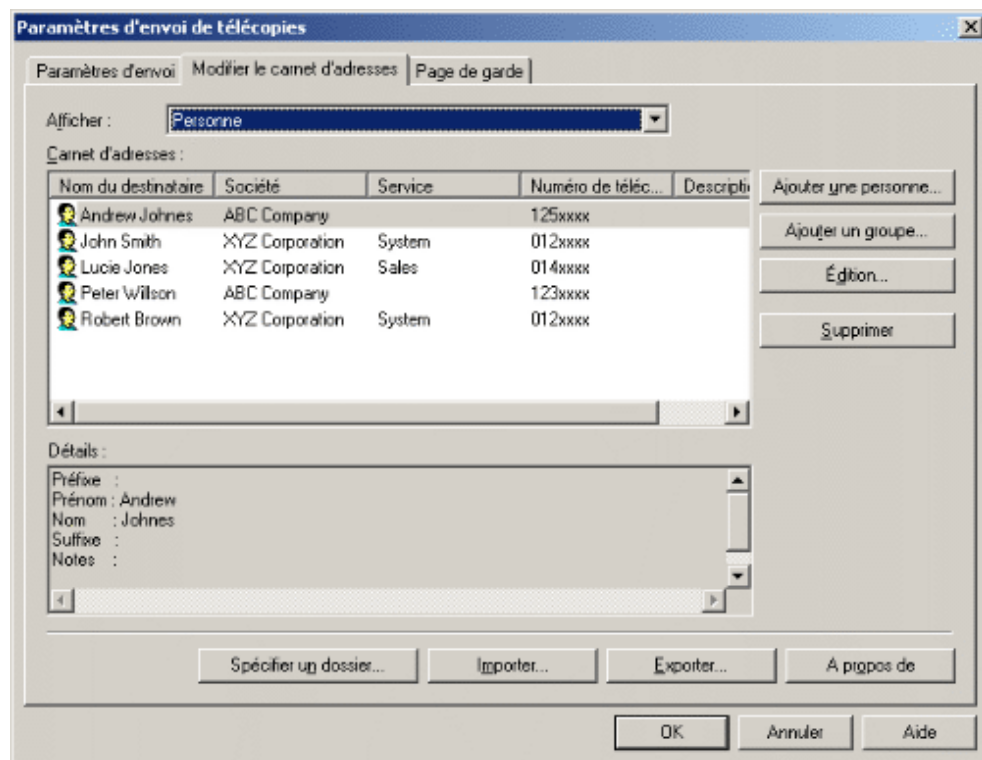 Paramètres d'envoi de télécopies
Paramètres d'envoi Modifier le carnet d'adresses Page de garde
Afficher : Personne
Carnet d'adresses :
Nom du destinataire Société Service Numéro de téléc... Descripti
Andrew Johnes ABC Company 125xxxx
John Smith XYZ Corporation System 012xxxx
Lucie Jones XYZ Corporation Sales 014xxxx
Peter Willson ABC Company 123xxxx
Robert Brown XYZ Corporation System 012xxxx
Ajouter une personne...
Ajouter un groupe...
Édition...
Supprimer
Détails :
Préfixe :
Prénom : Andrew
Nom : Johnes
Suffixe :
Notes :
Spécifier un dossier... Importer... Exporter... A propos de
OK Annuler Aide